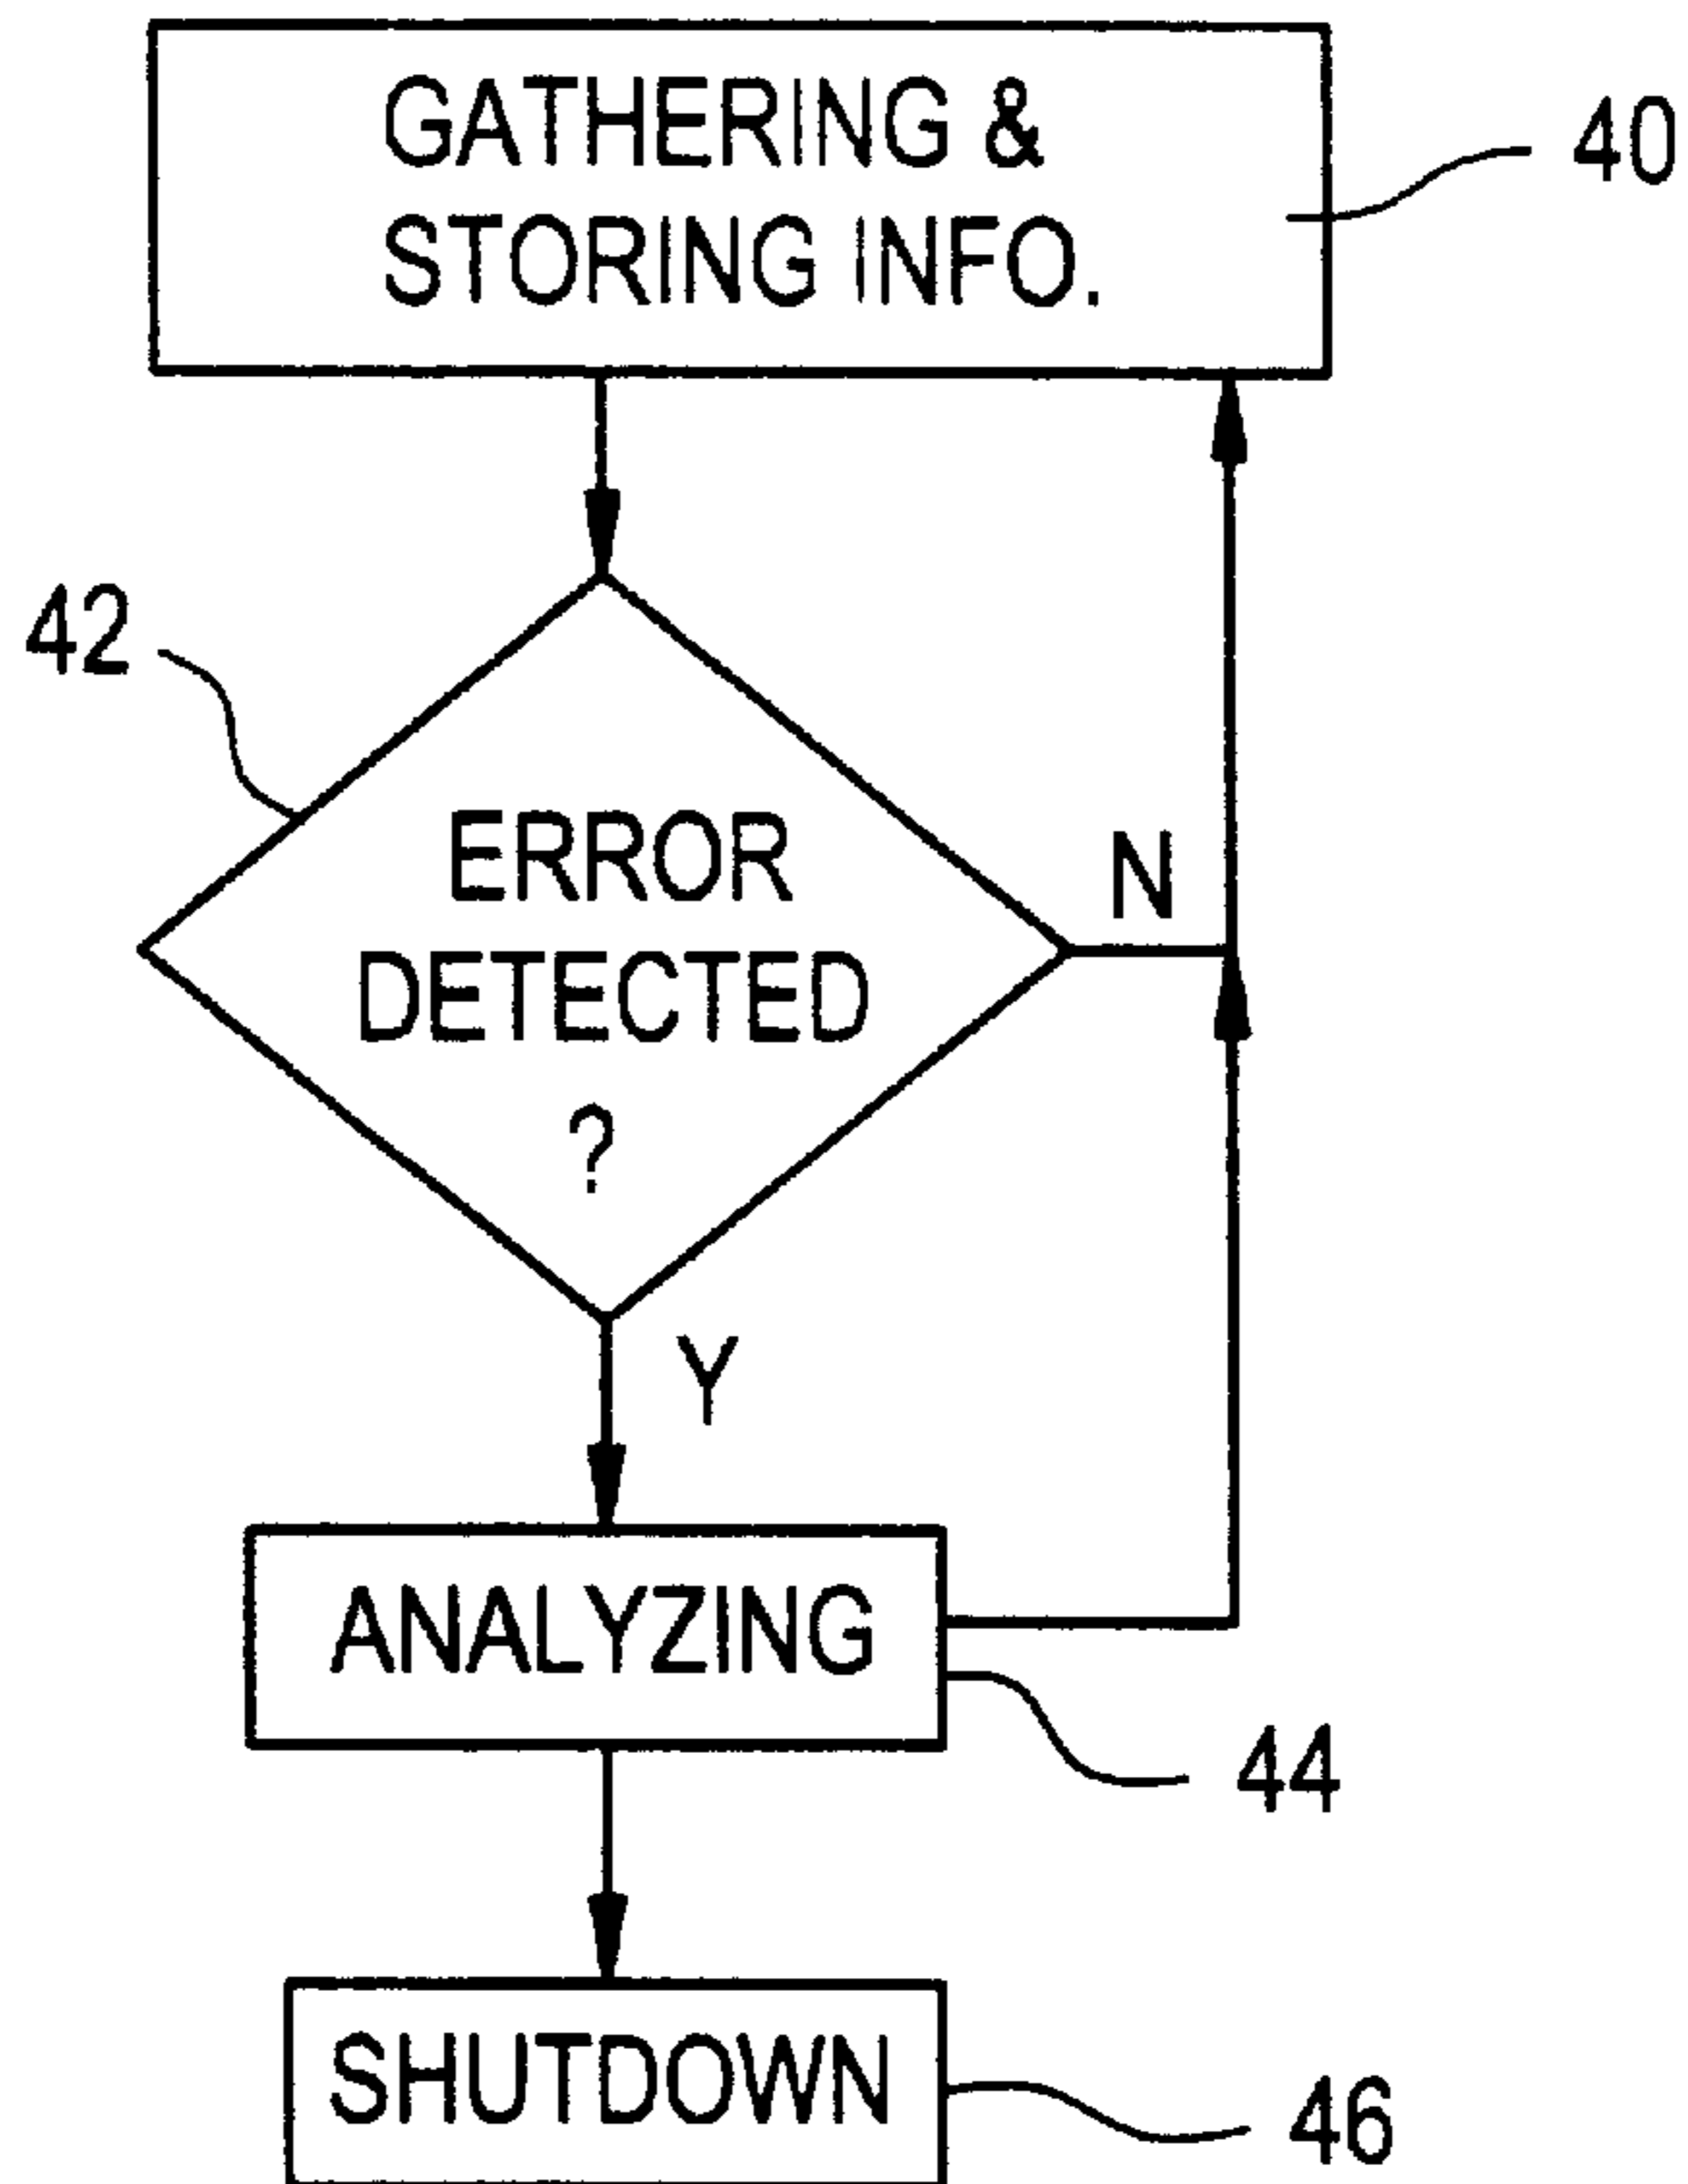 GATHERING &
STORING INFO.
40
42
ERROR
DETECTED
?
N
Y
ANALYZING
44
SHUTDOWN
46